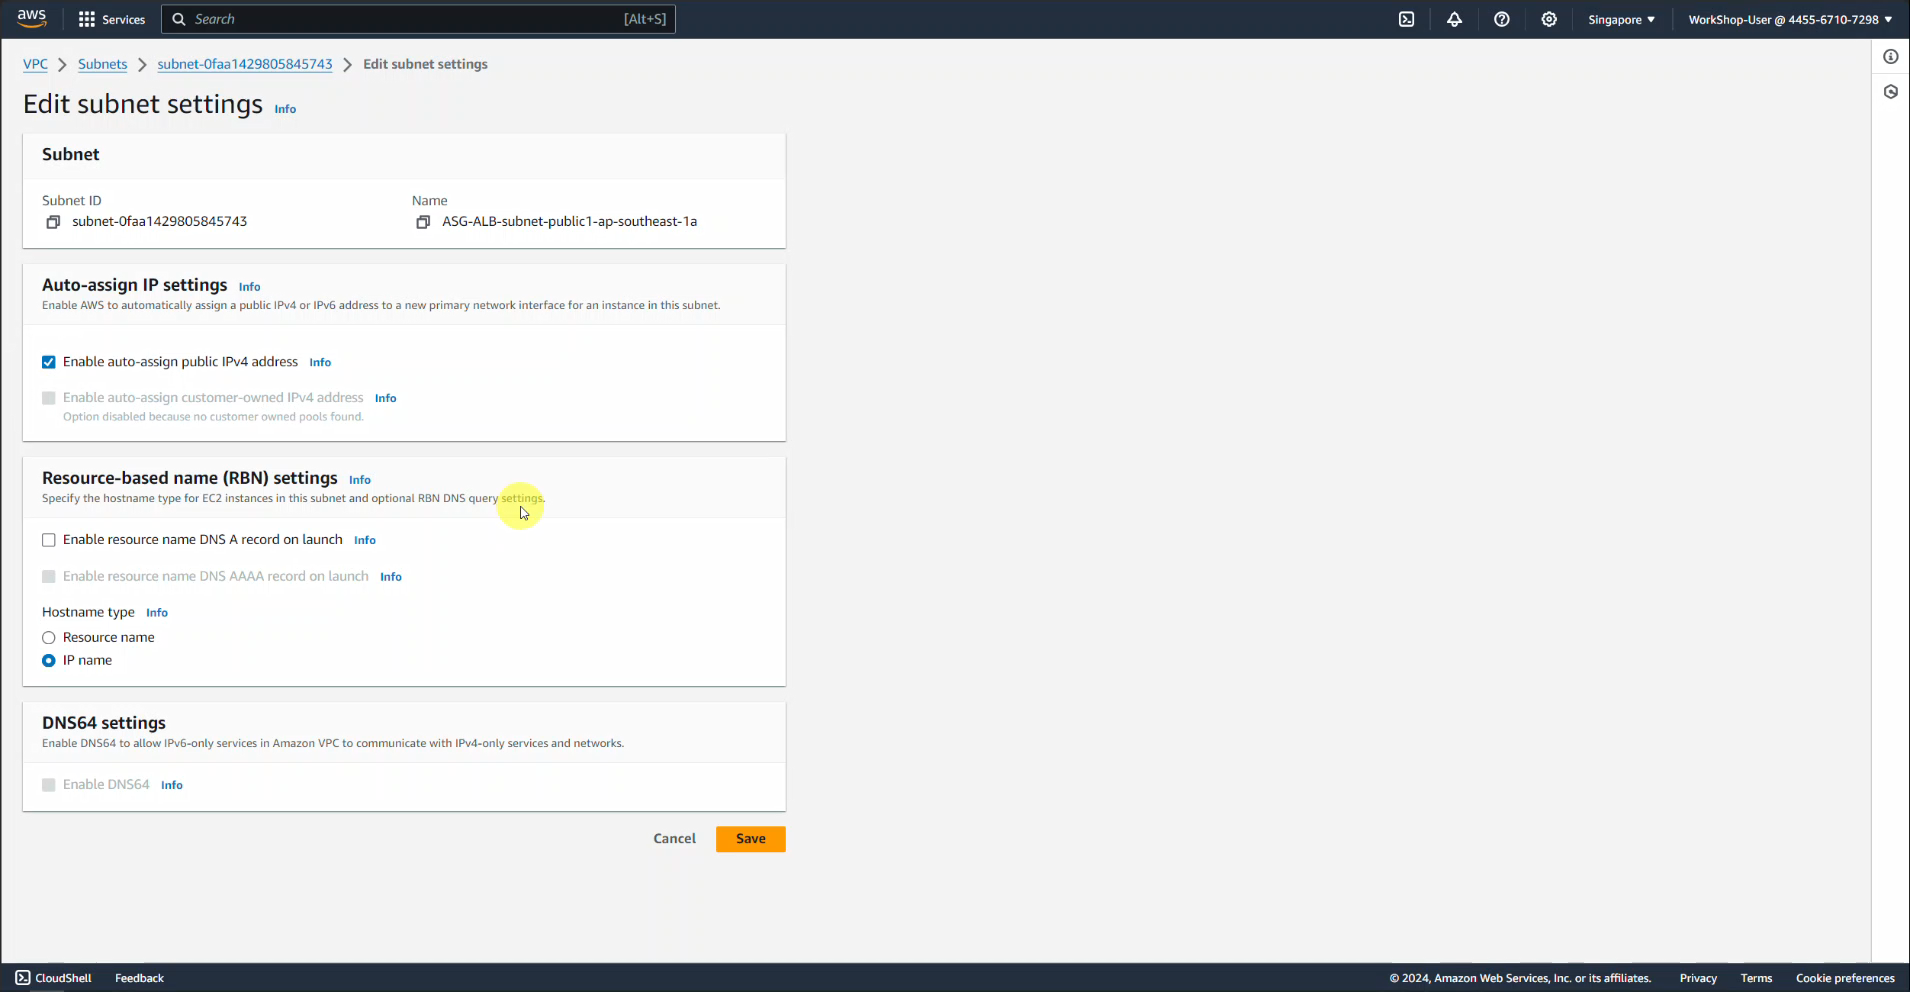 aws
Services
Search
[Alt+S]
Singapore
WorkShop-User @ 4455-6710-7298
VPC
Subnets
subnet-0faa1429805845743
Edit subnet settings
Edit subnet settings Info
Subnet
Subnet ID
Name
subnet-0faa1429805845743
ASG-ALB-subnet-public1-ap-southeast-1a
Auto-assign IP settings Info
Enable AWS to automatically assign a public IPv4 or IPv6 address to a new primary network interface for an instance in this subnet.
Enable auto-assign public IPv4 address Info
Enable auto-assign customer-owned IPv4 address Info
Option disabled because no customer owned pools found.
Resource-based name (RBN) settings Info
Specify the hostname type for EC2 instances in this subnet and optional RBN DNS query settings.
Enable resource name DNS A record on launch Info
Enable resource name DNS AAAA record on launch Info
Hostname type Info
Resource name
IP name
DNS64 settings
Enable DNS64 to allow IPv6-only services in Amazon VPC to communicate with IPv4-only services and networks.
Enable DNS64 Info
Cancel
Save
CloudShell
Feedback
© 2024, Amazon Web Services, Inc. or its affiliates.
Privacy
Terms
Cookie preferences